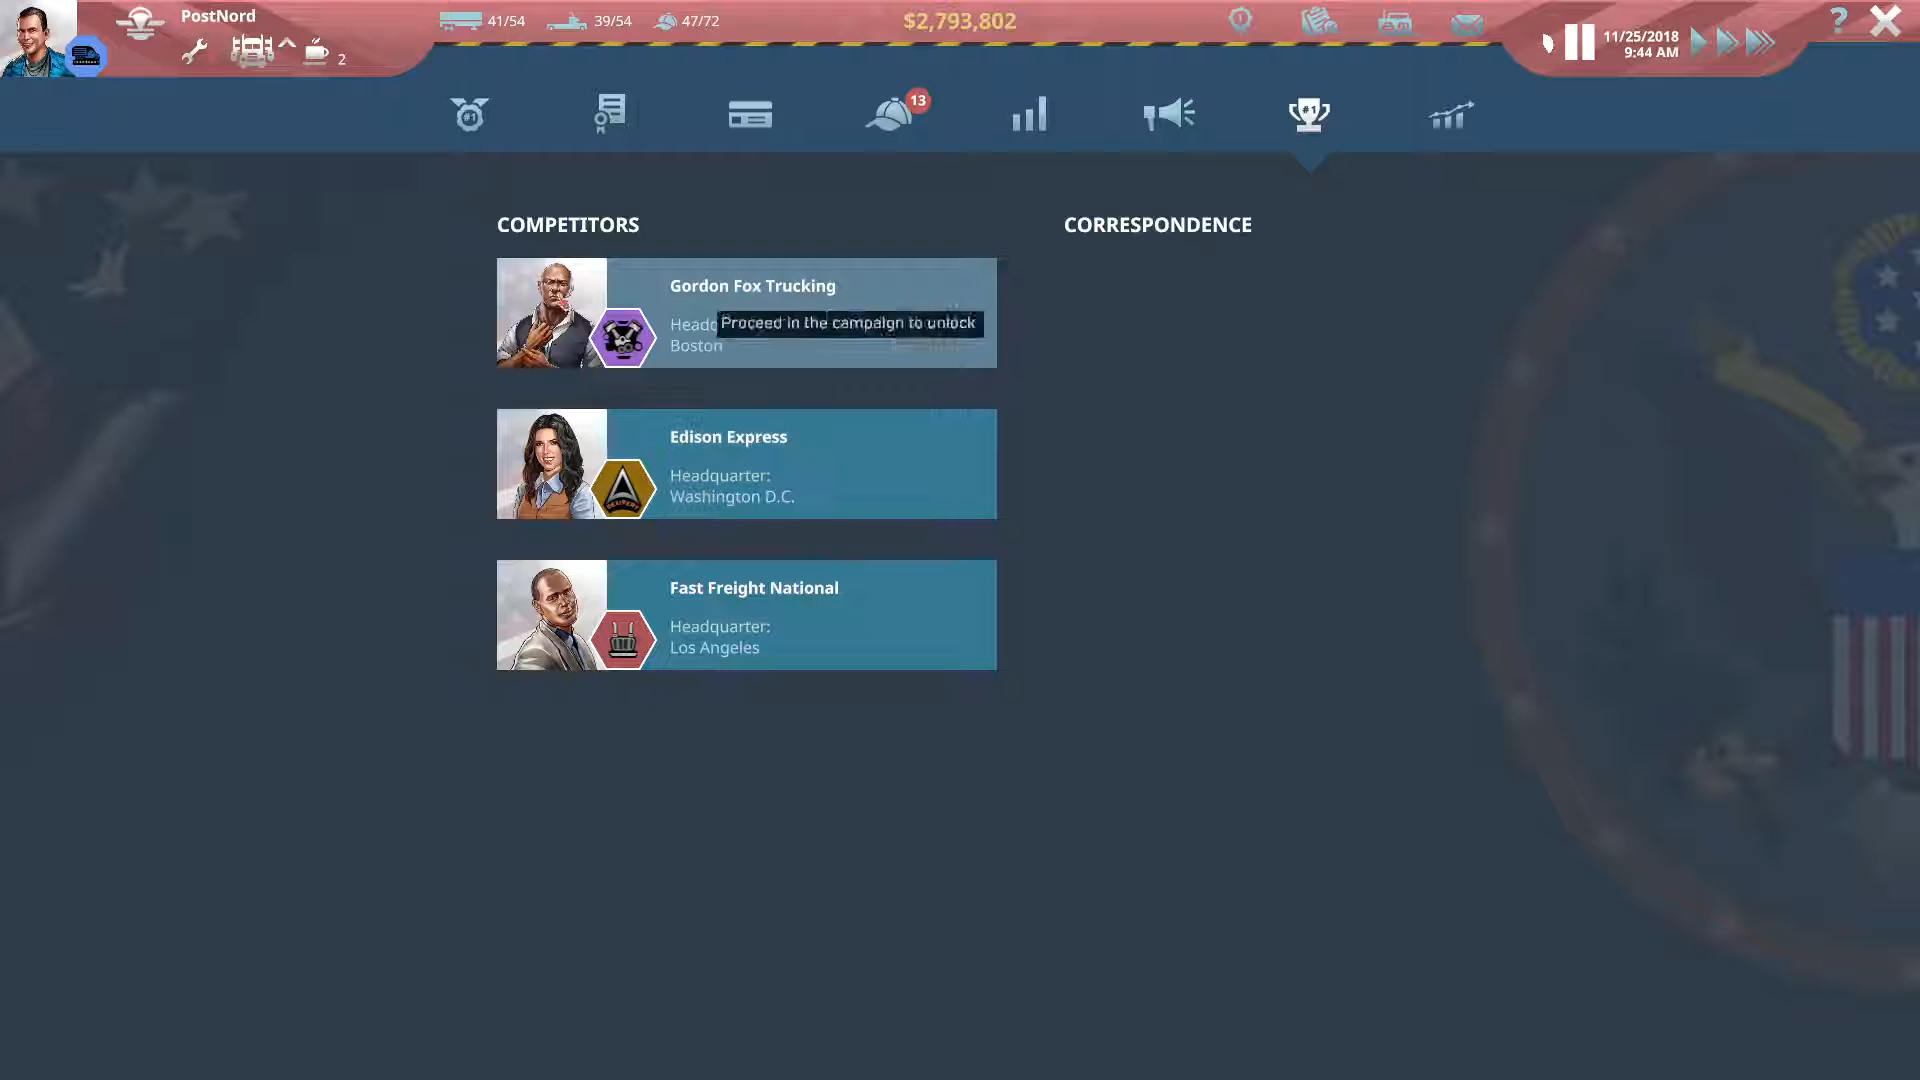 PostNord
2
41/54
39/54
47/72
$2,793,802
11/25/2018
9:44 AM
?
#1
13
#1
COMPETITORS
CORRESPONDENCE
Gordon Fox Trucking
Proceed in the campaign to unlock
Boston
Edison Express
Headquarter:
Washington D.C.
Fast Freight National
Headquarter:
Los Angeles